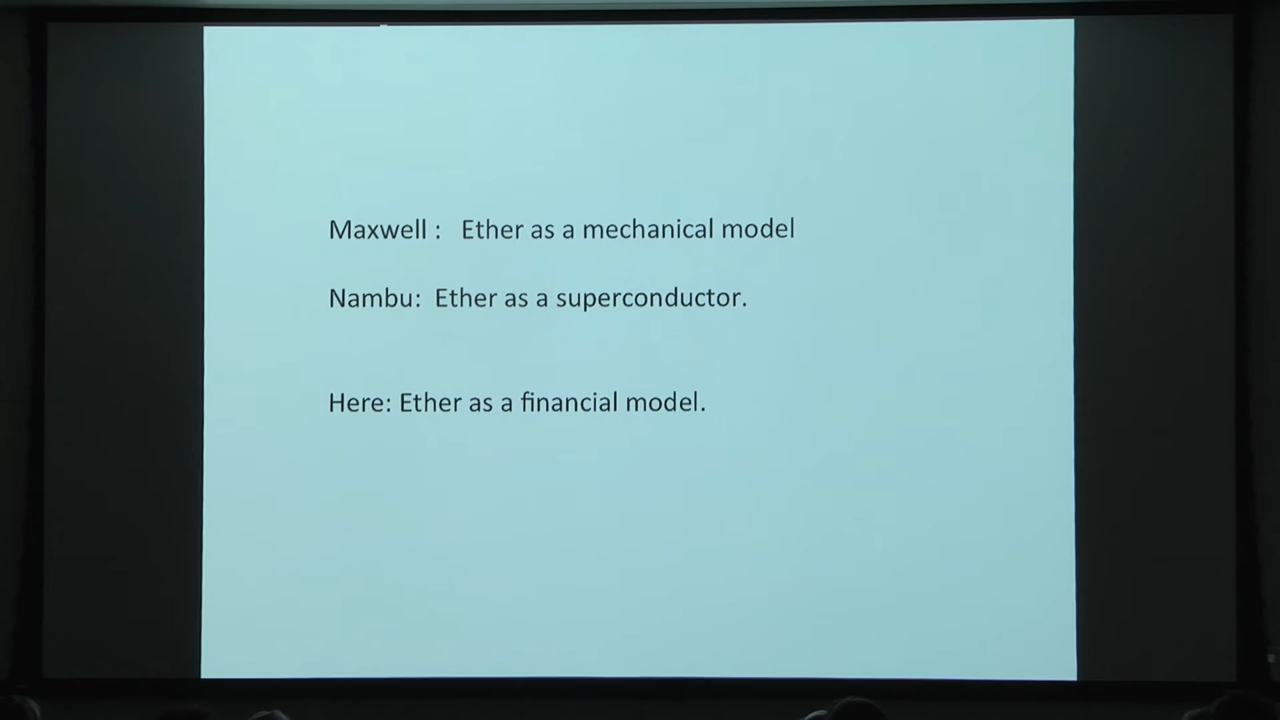 Maxwell :   Ether as a mechanical model
Nambu:  Ether as a superconductor.
Here: Ether as a financial model.